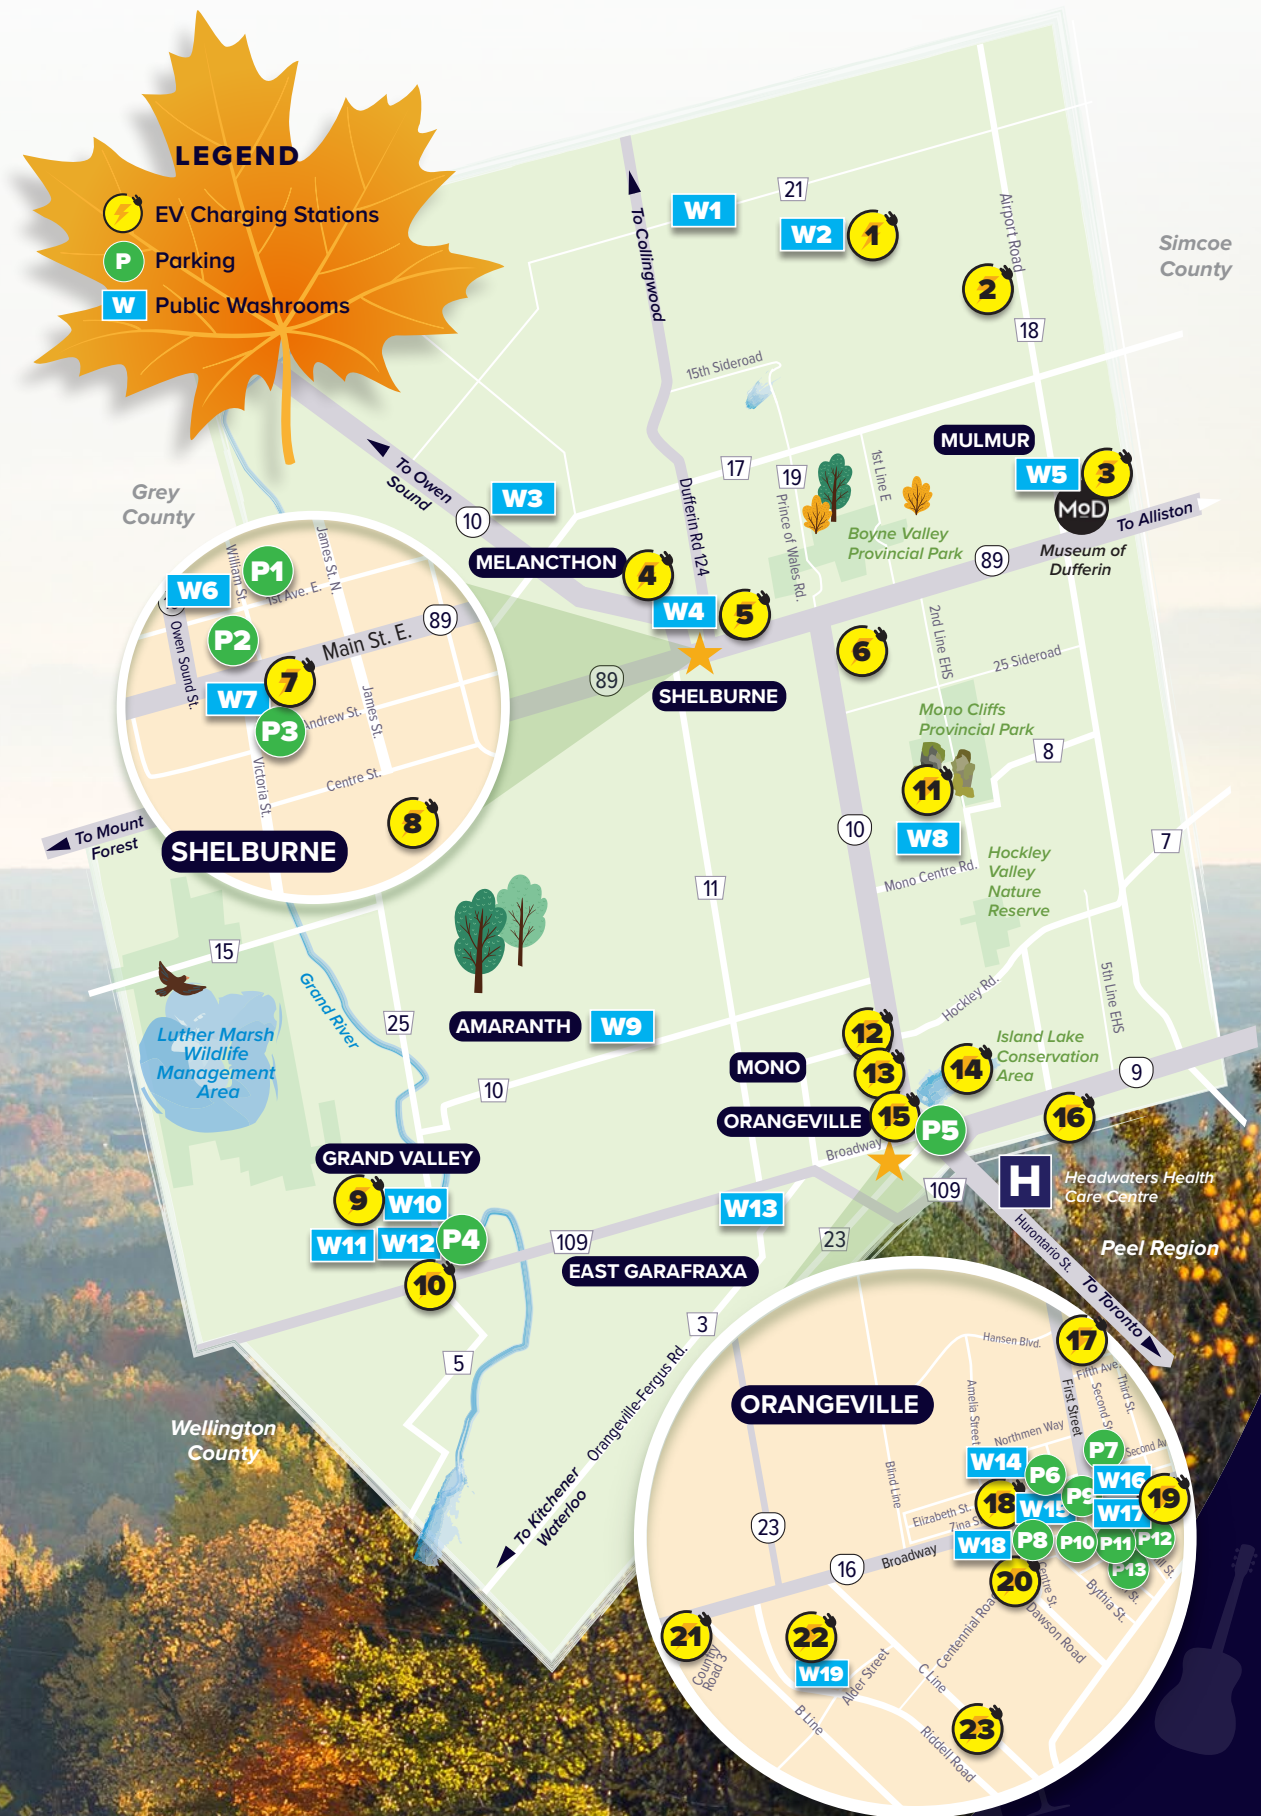 LEGEND
EV Charging Stations
P
Parking
W
Public Washrooms
To Collingwood
W1
21
W2
1
Airport Road
2
18
Simcoe
County
15th Sideroad
To Owen
Sound
10
W3
17
19
Dufferin Rd 124
Prince of Wales Rd.
1st Line E
Boyne Valley
Provincial Park
MULMUR
W5
3
MoD
Museum of
Dufferin
To Alliston
89
Grey
County
MELANCTHON
4
W4
5
SHELBURNE
89
6
2nd Line EHS
25 Sideroad
Mono Cliffs
Provincial Park
8
11
W8
10
Mono Centre Rd.
Hockley
Valley
Nature
Reserve
7
W6
William St.
P1
1st Ave. E.
James St. N.
89
Owen Sound St.
P2
Main St. E.
7
W7
P3
Andrew St.
James St.
Victoria St.
Centre St.
8
SHELBURNE
To Mount
Forest
15
11
Luther Marsh
Wildlife
Management
Area
Grand River
25
AMARANTH
W9
10
Hockley Rd.
5th Line EHS
12
MONO
13
14
Island Lake
Conservation
Area
9
ORANGEVILLE
15
P5
16
Broadway
109
H
Headwaters Health
Care Centre
Hurontario St.
To Toronto
Peel Region
GRAND VALLEY
9
W10
W11
W12
P4
10
109
W13
23
EAST GARAFRAXA
3
5
Orangeville-Fergus Rd.
To Kitchener
Waterloo
Wellington
County
ORANGEVILLE
Hansen Blvd.
17
Fifth Ave.
First Street
Second St
Third St.
Amelia Street
Northmen Way
P7
Second Av
W14
P6
W16
Blind Line
Elizabeth St.
18
W15
P9
W17
19
Zina S
W18
P8
P10
P11
P12
P13
St.
23
16
Broadway
20
Centre St.
Bythia St.
Dawson Road
Centennial Road
21
County
Road 3
22
W19
Alder Street
C Line
B Line
23
Riddell Road